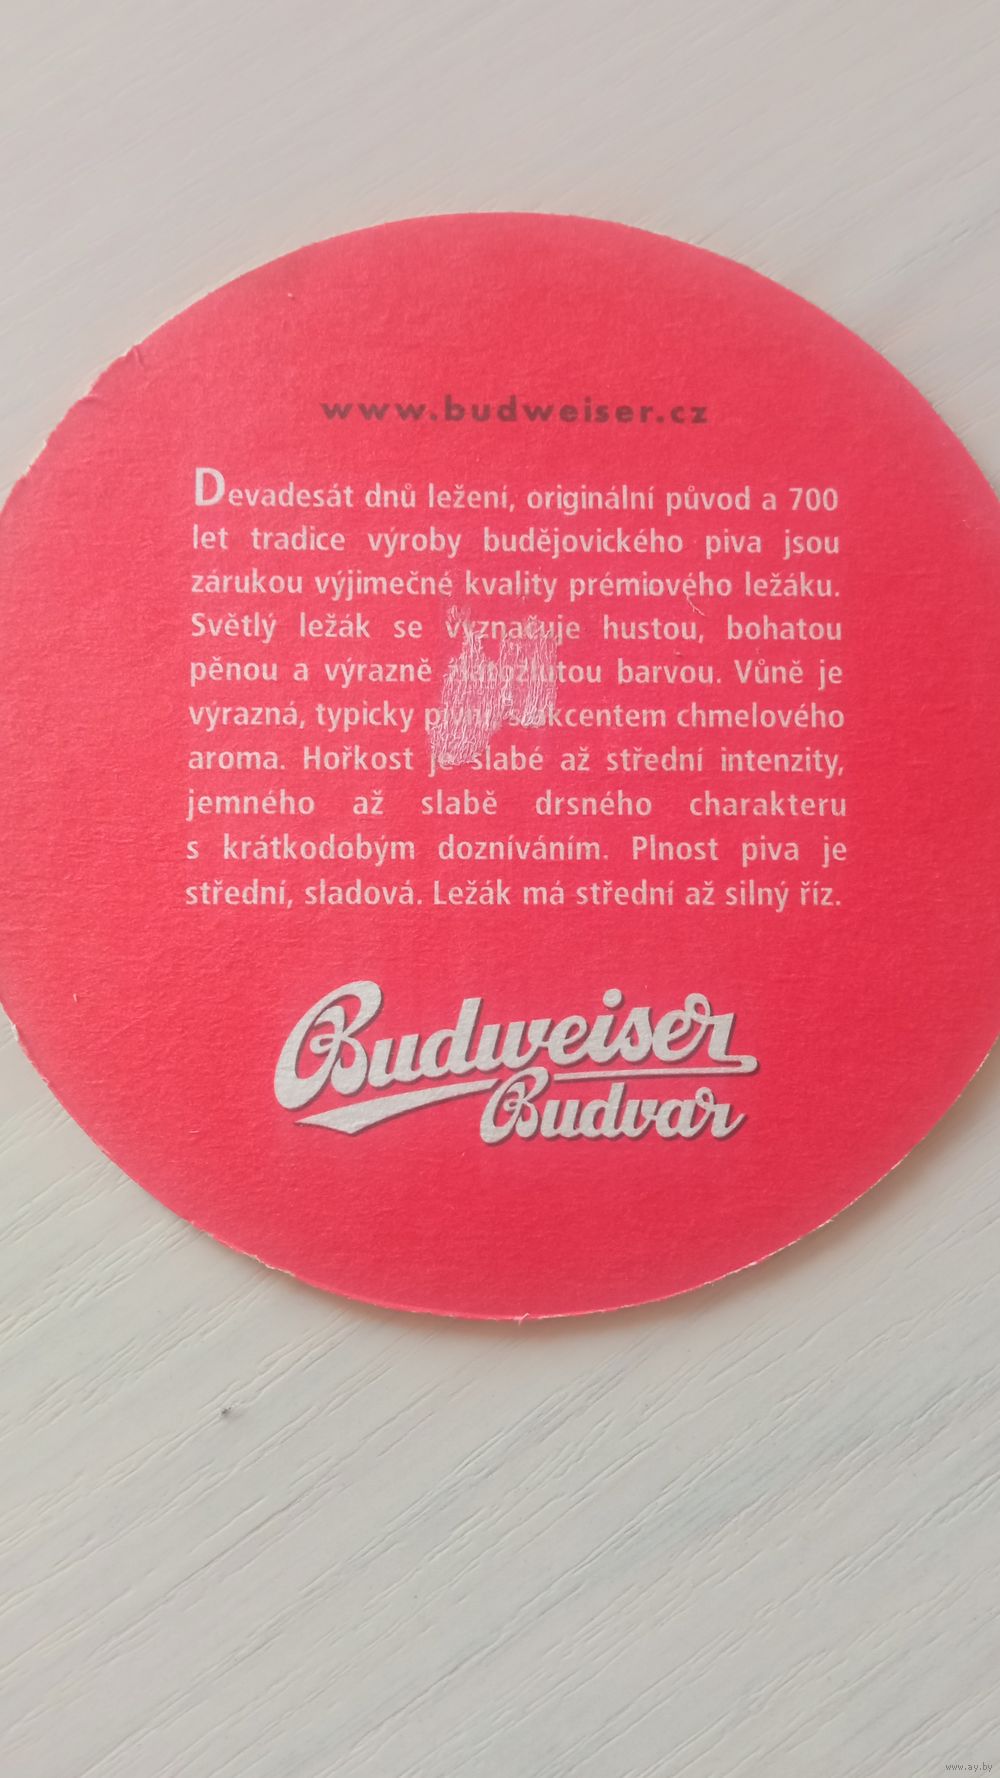 www.budweiser.cz
Devadesát dnů ležení, originální původ a 700
let tradice výroby budějovického piva jsou
zárukou výjimečné kvality prémiového ležáku.
Světlý ležák se vyznačuje hustou, bohatou
pěnou a výrazně zlatožlutou barvou. Vůně je
výrazná, typicky pivní, s akcentem chmelového
aroma. Hořkost je slabé až střední intenzity,
jemného až slabě drsného charakteru
s krátkodobým dozníváním. Plnost piva je
střední, sladová. Ležák má střední až silný říz.
Budweiser
Budvar
www.ay.by